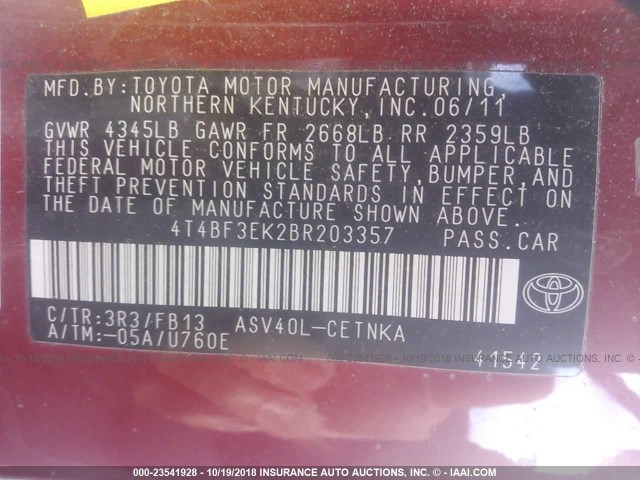 MFD.BY:TOYOTA MOTOR MANUFACTURING,
NORTHERN KENTUCKY, INC.06/11
GVWR 4345LB GAWR FR 2668LB RR 2359LB
THIS VEHICLE CONFORMS TO ALL APPLICABLE
FEDERAL MOTOR VEHICLE SAFETY, BUMPER, AND
THEFT PREVENTION STANDARDS IN EFFECT ON
THE DATE OF MANUFACTURE SHOWN ABOVE.
4T4BF3EK2BR203357 PASS.CAR
TOYOTA
C/TR:3R3/FB13 ASV40L-CETNKA
A/TM:-05A/U760E
41542
000-23541928 - 10/19/2018 INSURANCE AUTO AUCTIONS, INC. © - IAAI.COM